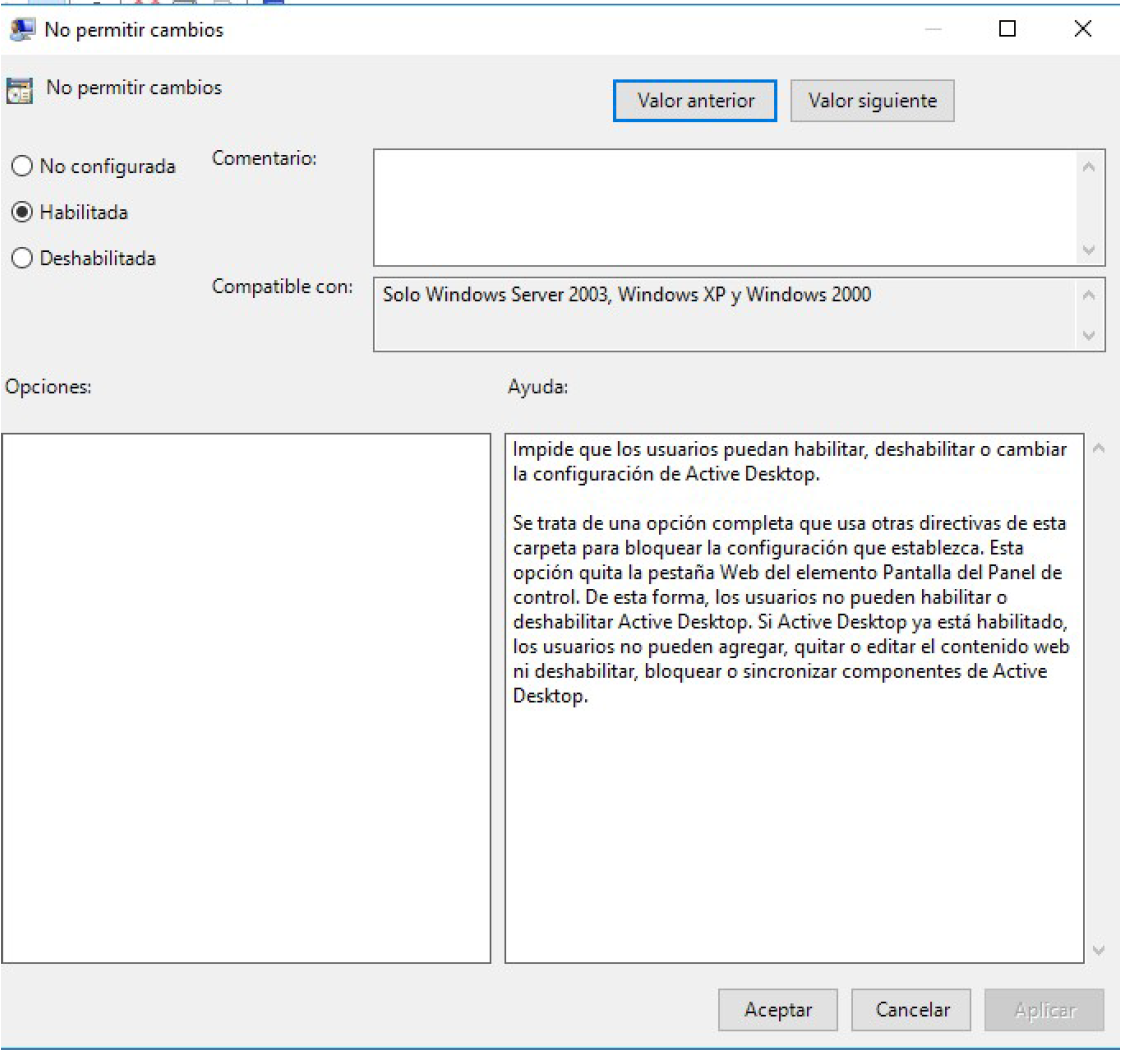 No permitir cambios
No permitir cambios
Valor anterior
Valor siguiente
No configurada
Habilitada
Deshabilitada
Comentario:
Compatible con:
Solo Windows Server 2003, Windows XP y Windows 2000
Opciones:
Ayuda:
Impide que los usuarios puedan habilitar, deshabilitar o cambiar
la configuración de Active Desktop.
Se trata de una opción completa que usa otras directivas de esta
carpeta para bloquear la configuración que establezca. Esta
opción quita la pestaña Web del elemento Pantalla del Panel de
control. De esta forma, los usuarios no pueden habilitar o
deshabilitar Active Desktop. Si Active Desktop ya está habilitado,
los usuarios no pueden agregar, quitar o editar el contenido web
ni deshabilitar, bloquear o sincronizar componentes de Active
Desktop.
Aceptar
Cancelar
Aplicar